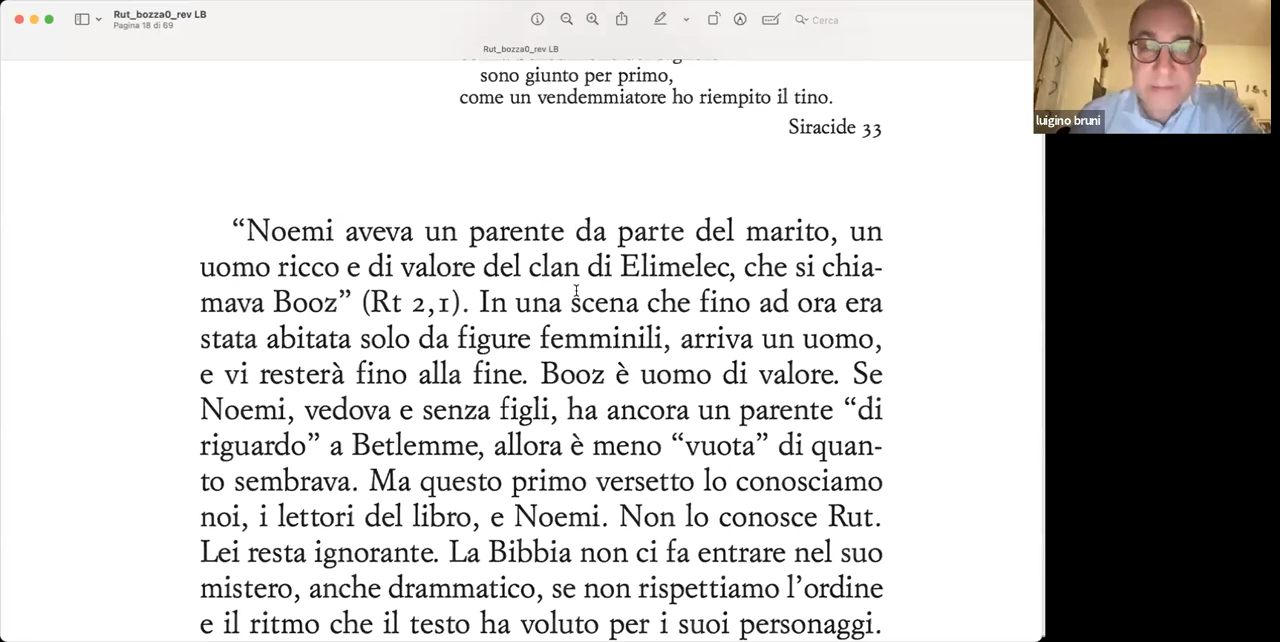 Rut_bozza0_rev LB
Pagina 18 di 69
Cerca
Rut_bozza0_rev LB
sono giunto per primo,
come un vendemmiatore ho riempito il tino.
Siracide 33
luigino bruni
“Noemi aveva un parente da parte del marito, un
uomo ricco e di valore del clan di Elimelec, che si chia-
mava Booz” (Rt 2,1). In una scena che fino ad ora era
stata abitata solo da figure femminili, arriva un uomo,
e vi resterà fino alla fine. Booz è uomo di valore. Se
Noemi, vedova e senza figli, ha ancora un parente “di
riguardo” a Betlemme, allora è meno “vuota” di quan-
to sembrava. Ma questo primo versetto lo conosciamo
noi, i lettori del libro, e Noemi. Non lo conosce Rut.
Lei resta ignorante. La Bibbia non ci fa entrare nel suo
mistero, anche drammatico, se non rispettiamo l’ordine
e il ritmo che il testo ha voluto per i suoi personaggi.